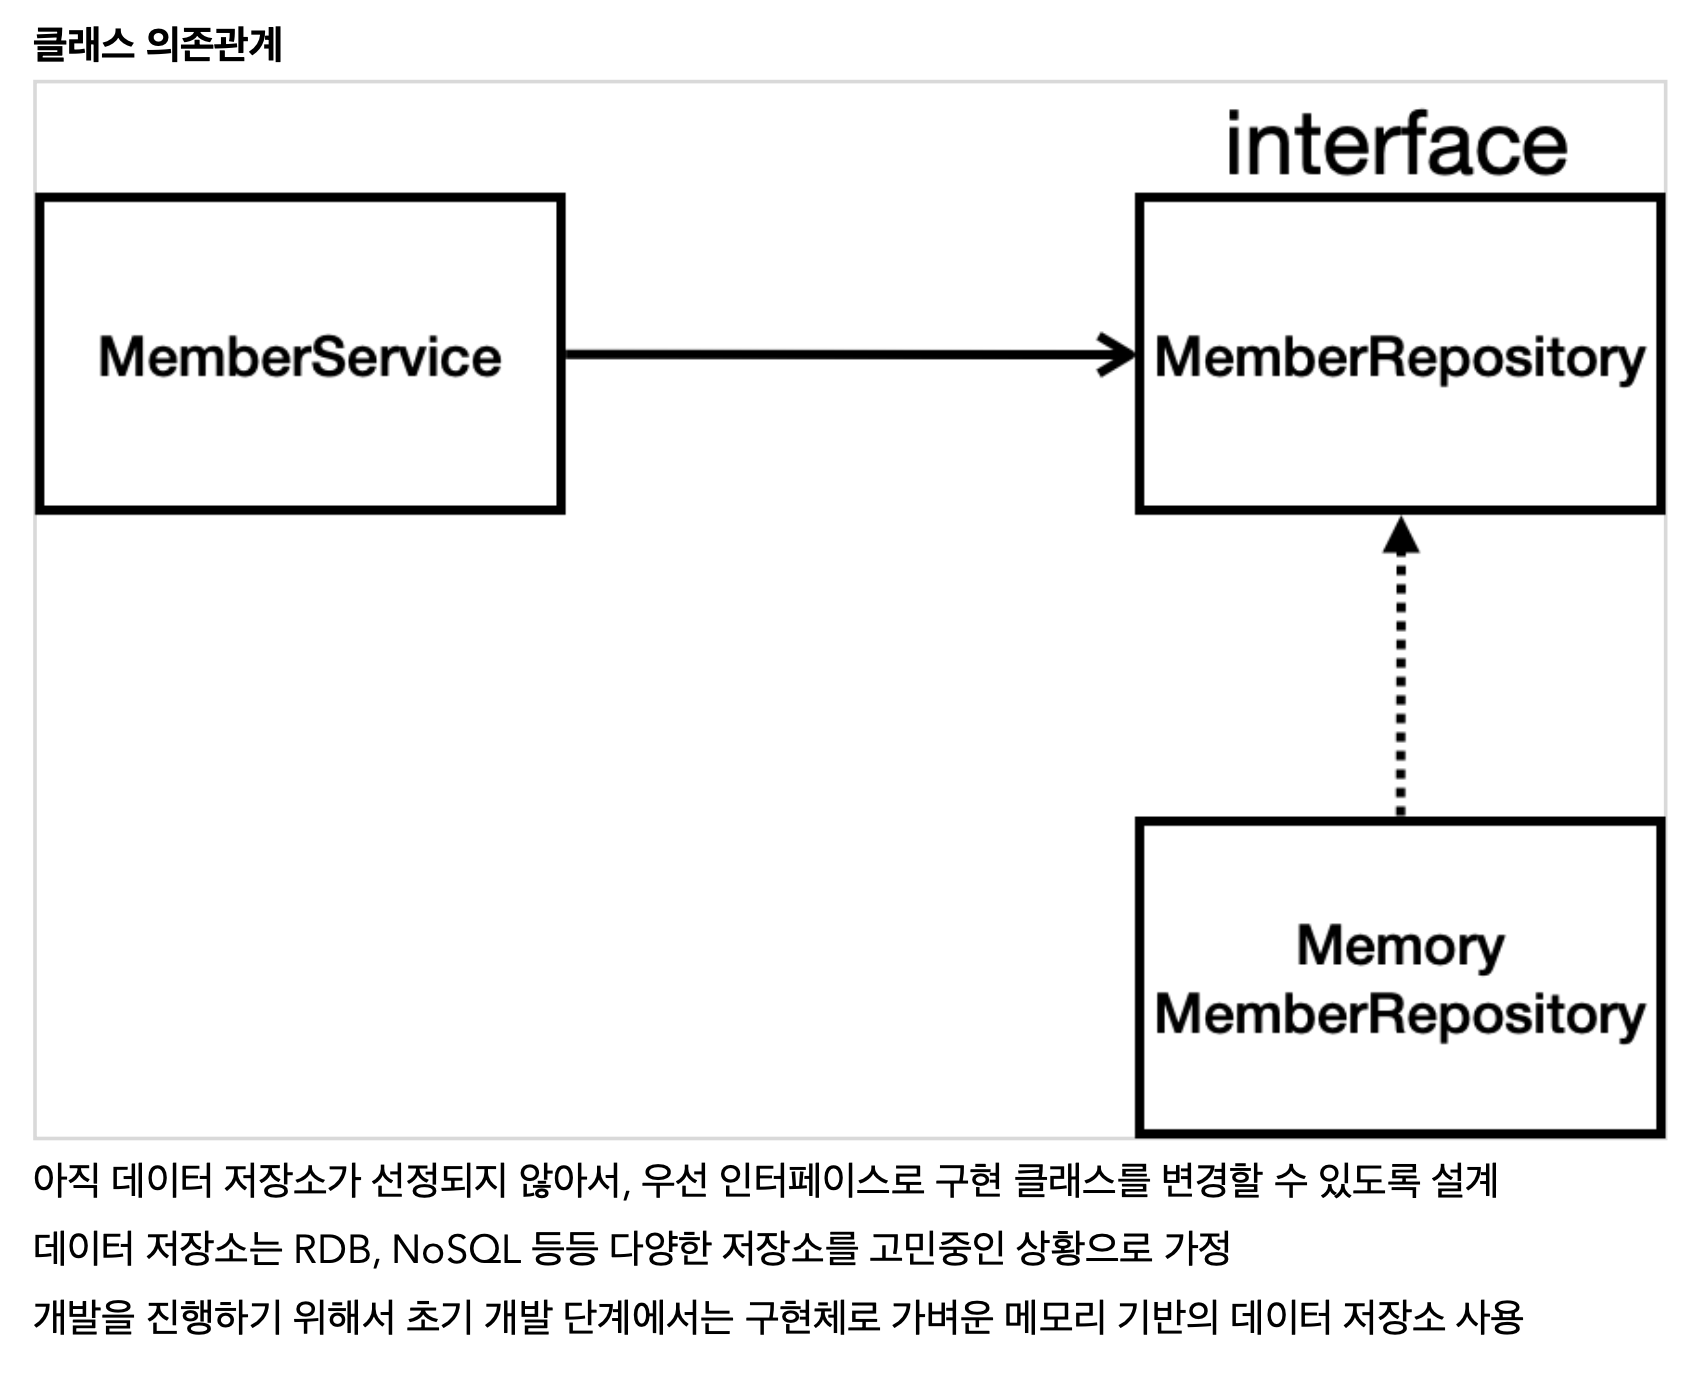 클래스 의존관계
interface
MemberService
MemberRepository
Memory
MemberRepository
아직 데이터 저장소가 선정되지 않아서, 우선 인터페이스로 구현 클래스를 변경할 수 있도록 설계
데이터 저장소는 RDB, NoSQL 등등 다양한 저장소를 고민중인 상황으로 가정
개발을 진행하기 위해서 초기 개발 단계에서는 구현체로 가벼운 메모리 기반의 데이터 저장소 사용